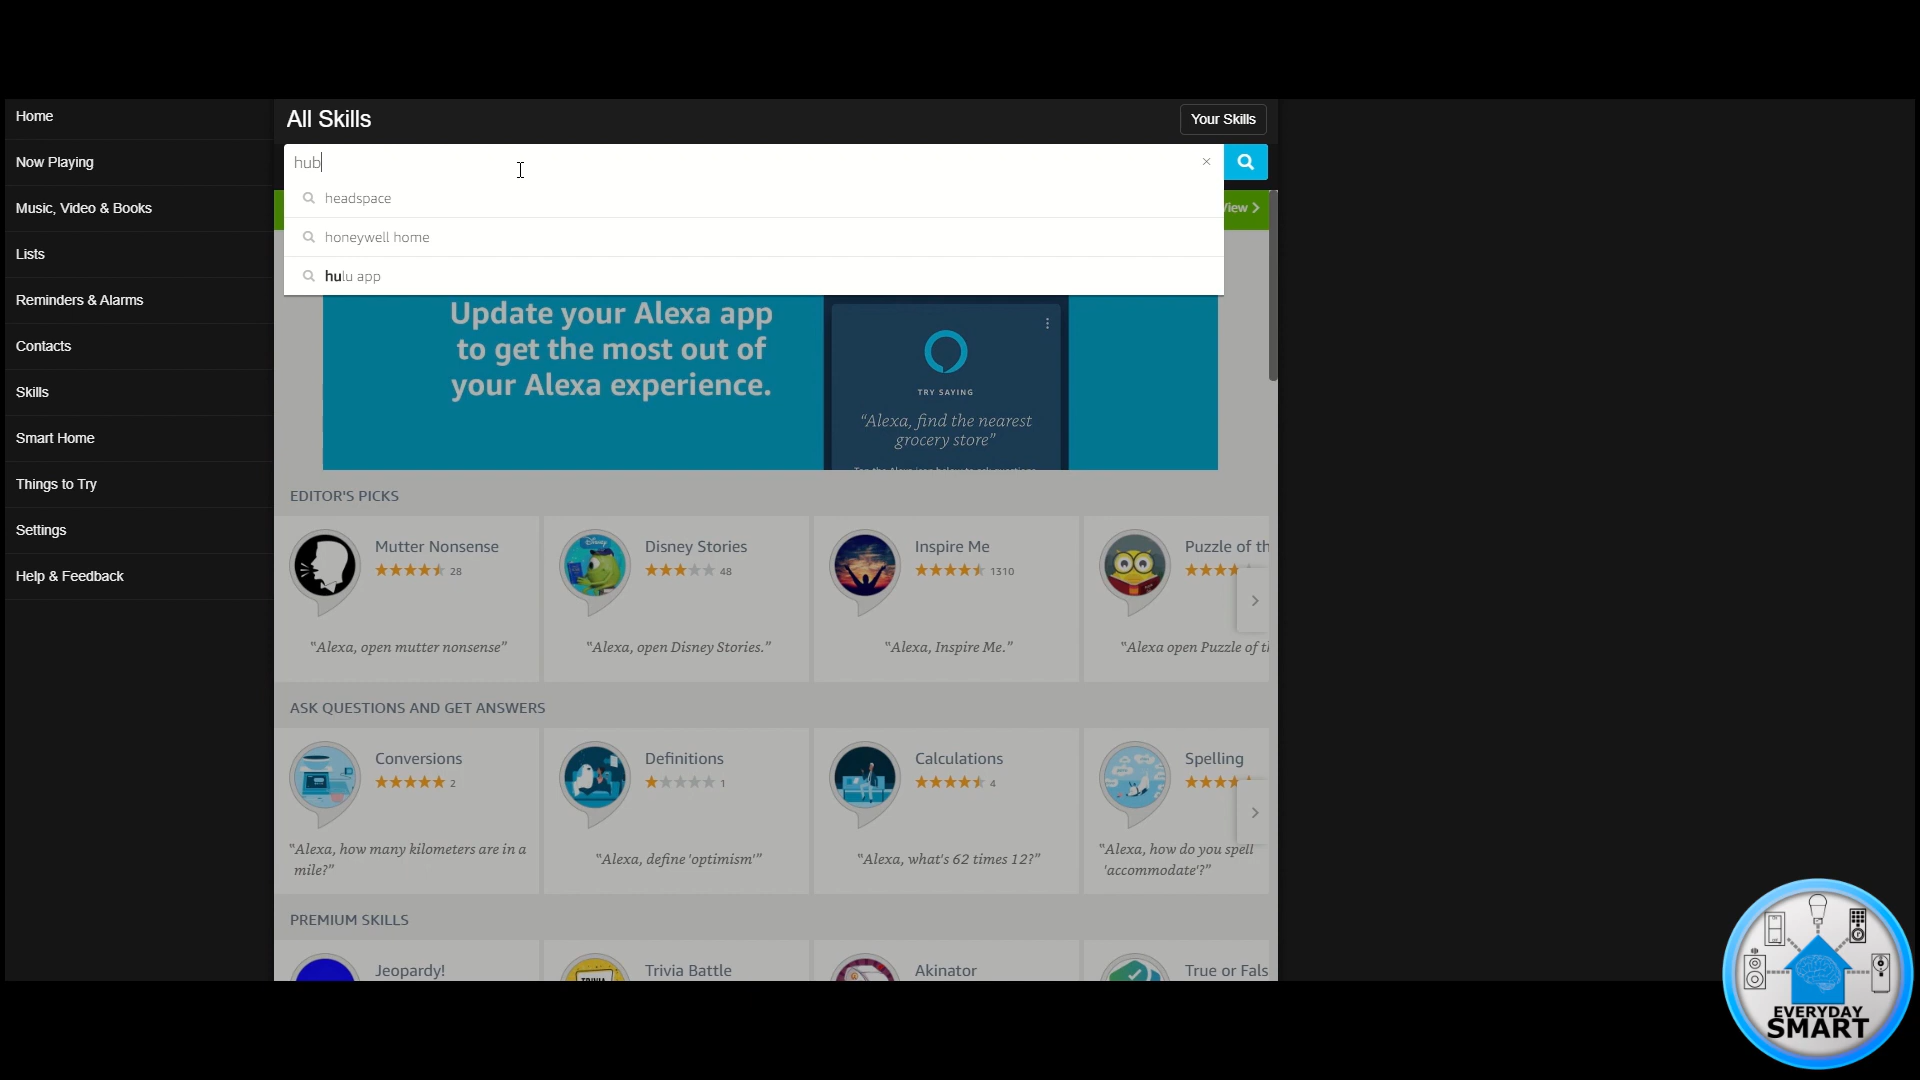 Home
Now Playing
Music, Video & Books
Lists
Reminders & Alarms
Contacts
Skills
Smart Home
Things to Try
Settings
Help & Feedback
All Skills
Your Skills
hub
×
headspace
honeywell home
hulu app
View
Update your Alexa app
to get the most out of
your Alexa experience.
TRY SAYING
“Alexa, find the nearest
grocery store”
EDITOR'S PICKS
Mutter Nonsense
28
“Alexa, open mutter nonsense”
Disney Stories
48
“Alexa, open Disney Stories.”
Inspire Me
1310
“Alexa, Inspire Me.”
Puzzle of th
“Alexa open Puzzle of th
ASK QUESTIONS AND GET ANSWERS
Conversions
2
“Alexa, how many kilometers are in a
mile?”
Definitions
1
“Alexa, define 'optimism'”
Calculations
4
“Alexa, what's 62 times 12?”
Spelling
“Alexa, how do you spell
'accommodate'?”
PREMIUM SKILLS
Jeopardy!
Trivia Battle
Akinator
True or Fals
EVERYDAY
SMART